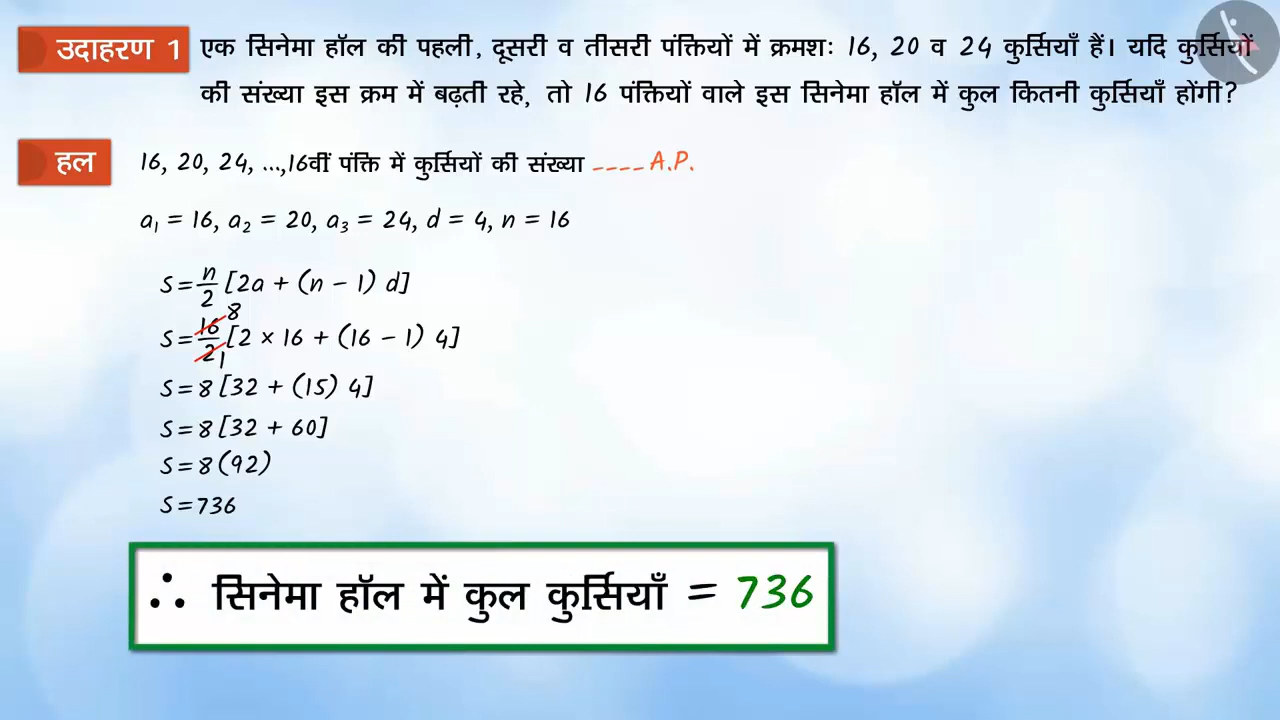 उदाहरण 1 एक सिनेमा हॉल की पहली, दूसरी व तीसरी पंक्तियों में क्रमशः 16, 20 व 24 कुर्सियाँ हैं। यदि कुर्सियों
की संख्या इस क्रम में बढ़ती रहे, तो 16 पंक्तियों वाले इस सिनेमा हॉल में कुल कितनी कुर्सियाँ होंगी?
हल 16, 20, 24, ...,16वीं पंक्ति में कुर्सियों की संख्या ---- A.P.
a₁ = 16, a₂ = 20, a₃ = 24, d = 4, n = 16
S = n/2 [2a + (n - 1) d]
S = 16/2 8 1 [2 × 16 + (16 - 1) 4]
S = 8 [32 + (15) 4]
S = 8 [32 + 60]
S = 8 (92)
S = 736
∴ सिनेमा हॉल में कुल कुर्सियाँ = 736